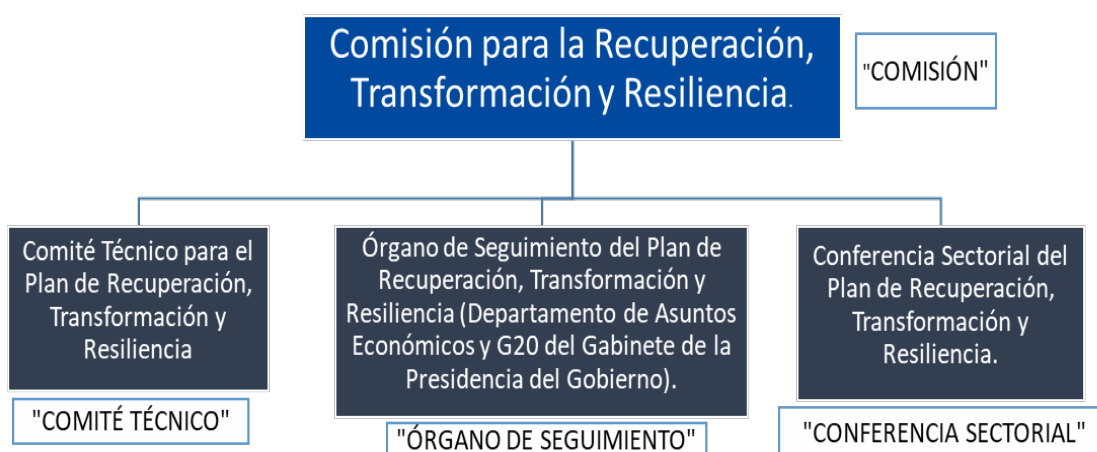 Comisión para la Recuperación,
Transformación y Resiliencia.
"COMISIÓN"
Comité Técnico para el
Plan de Recuperación,
Transformación y
Resiliencia
"COMITÉ TÉCNICO"
Órgano de Seguimiento del Plan de
Recuperación, Transformación y
Resiliencia (Departamento de Asuntos
Económicos y G20 del Gabinete de la
Presidencia del Gobierno).
"ÓRGANO DE SEGUIMIENTO"
Conferencia Sectorial del
Plan de Recuperación,
Transformación y
Resiliencia.
"CONFERENCIA SECTORIAL"